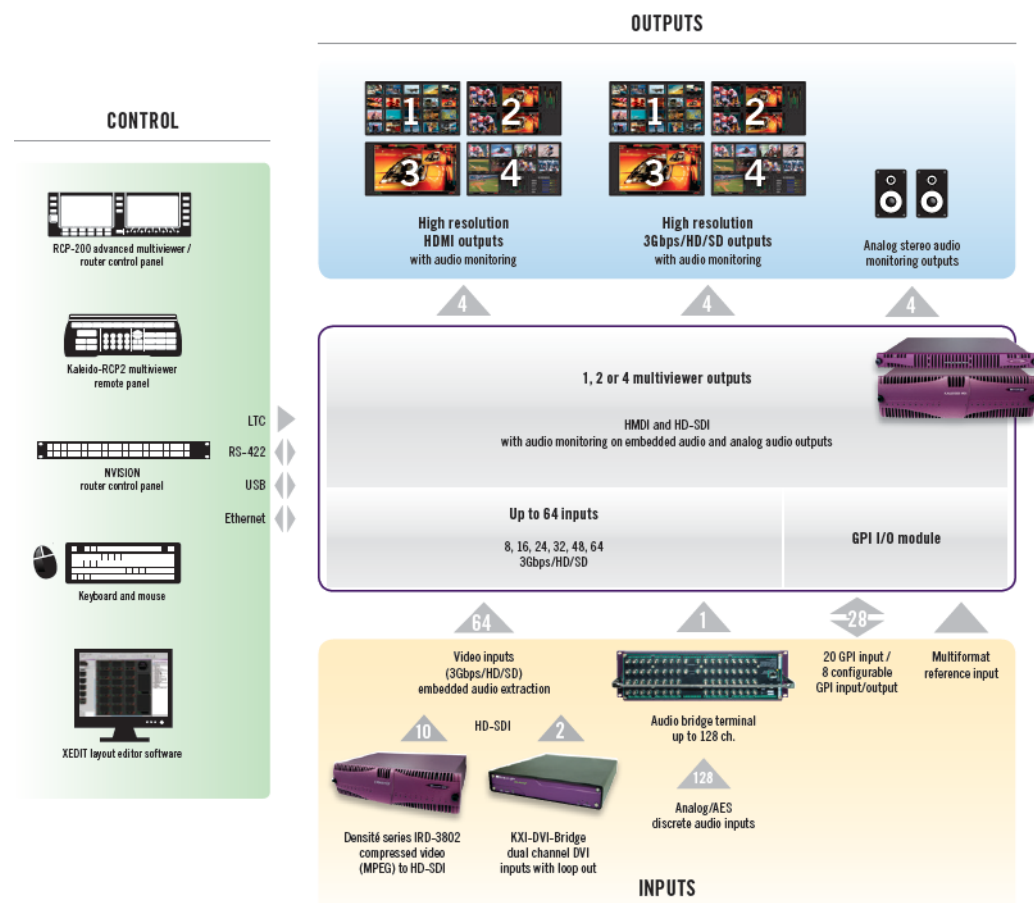 OUTPUTS
CONTROL
1
2
3
4
1
2
3
4
High resolution
HDMI outputs
with audio monitoring
High resolution
3Gbps/HD/SD outputs
with audio monitoring
Analog stereo audio
monitoring outputs
4
4
4
RCP-200 advanced multiviewer /
router control panel
Kaleido-RCP2 multiviewer
remote panel
NVISION
router control panel
Keyboard and mouse
XEDIT layout editor software
LTC
RS-422
USB
Ethernet
1, 2 or 4 multiviewer outputs
HMDI and HD-SDI
with audio monitoring on embedded audio and analog audio outputs
Up to 64 inputs
8, 16, 24, 32, 48, 64
3Gbps/HD/SD
GPI I/O module
64
1
28
Video inputs
(3Gbps/HD/SD)
embedded audio extraction
20 GPI input /
8 configurable
GPI input/output
Multiformat
reference input
10
HD-SDI
2
Audio bridge terminal
up to 128 ch.
128
Analog/AES
discrete audio inputs
Densité series IRD-3802
compressed video
(MPEG) to HD-SDI
KXI-DVI-Bridge
dual channel DVI
inputs with loop out
INPUTS